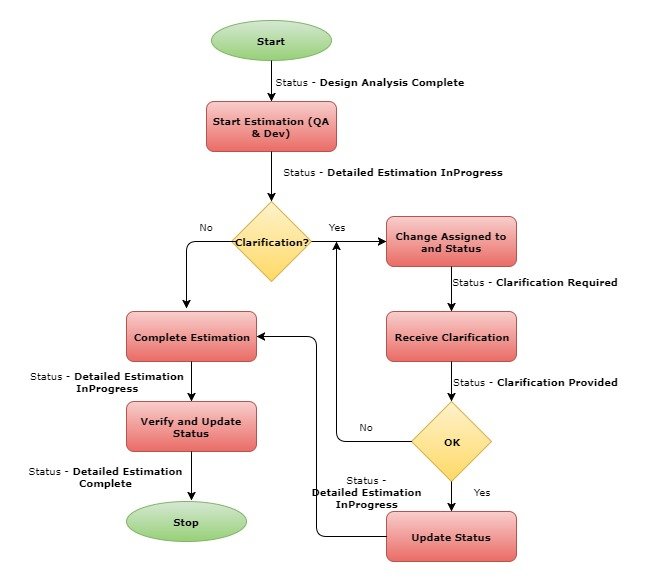 Start
Status - Design Analysis Complete
Start Estimation (QA
& Dev)
Status - Detailed Estimation InProgress
No
Clarification?
Yes
Change Assigned to
and Status
Status - Clarification Required
Complete Estimation
Receive Clarification
Status - Detailed Estimation
InProgress
Status - Clarification Provided
Verify and Update
Status
No
OK
Status - Detailed Estimation
Complete
Status -
Detailed Estimation
InProgress
Yes
Stop
Update Status